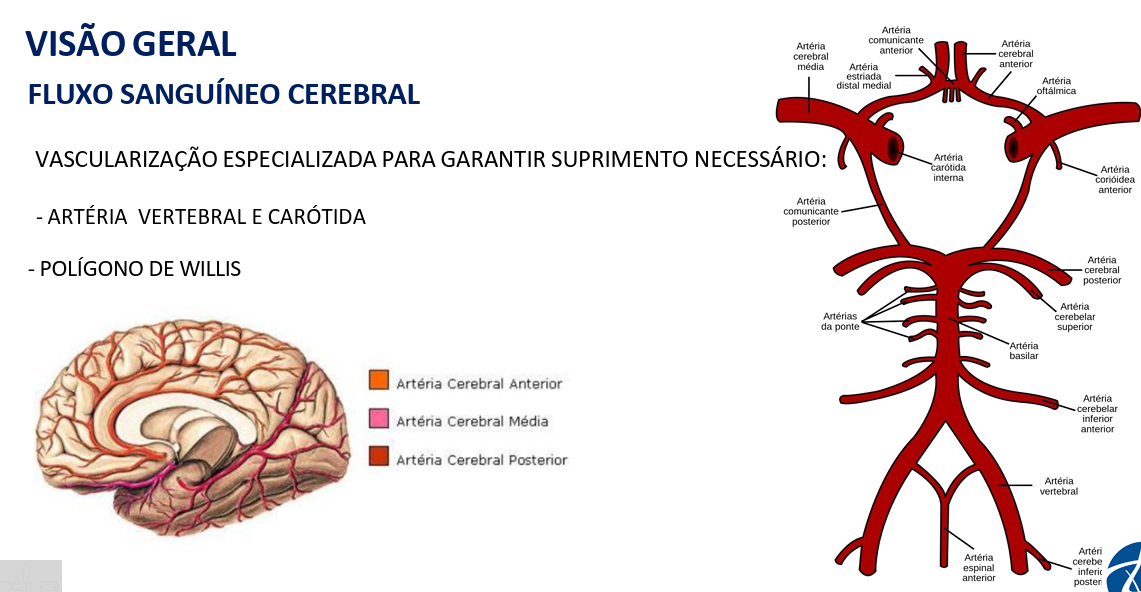 VISÃO GERAL
FLUXO SANGUÍNEO CEREBRAL
VASCULARIZAÇÃO ESPECIALIZADA PARA GARANTIR SUPRIMENTO NECESSÁRIO:
- ARTÉRIA VERTEBRAL E CARÓTIDA
- POLÍGONO DE WILLIS
Artéria Cerebral Anterior
Artéria Cerebral Média
Artéria Cerebral Posterior
Artéria
cerebral
média
Artéria
comunicante
anterior
Artéria
estriada
distal medial
Artéria
cerebral
anterior
Artéria
oftálmica
Artéria
carótida
interna
Artéria
corióidea
anterior
Artéria
comunicante
posterior
Artéria
cerebral
posterior
Artéria
cerebelar
superior
Artérias
da ponte
Artéria
basilar
Artéria
cerebelar
inferior
anterior
Artéria
vertebral
Artéria
espinal
anterior